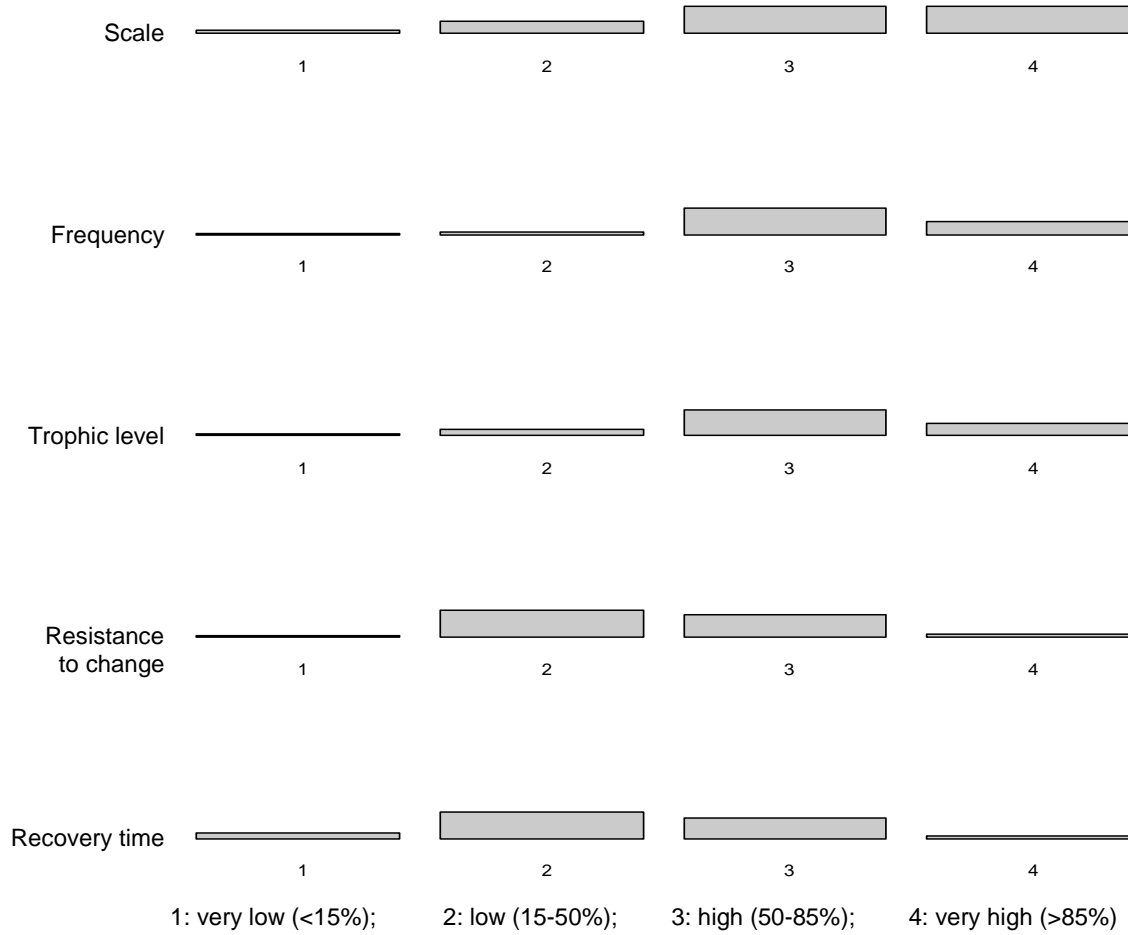 Scale
1 2 3 4
Frequency
1 2 3 4
Trophic level
1 2 3 4
Resistance
to change
1 2 3 4
Recovery time
1 2 3 4
1: very low (<15%); 2: low (15-50%); 3: high (50-85%); 4: very high (>85%)